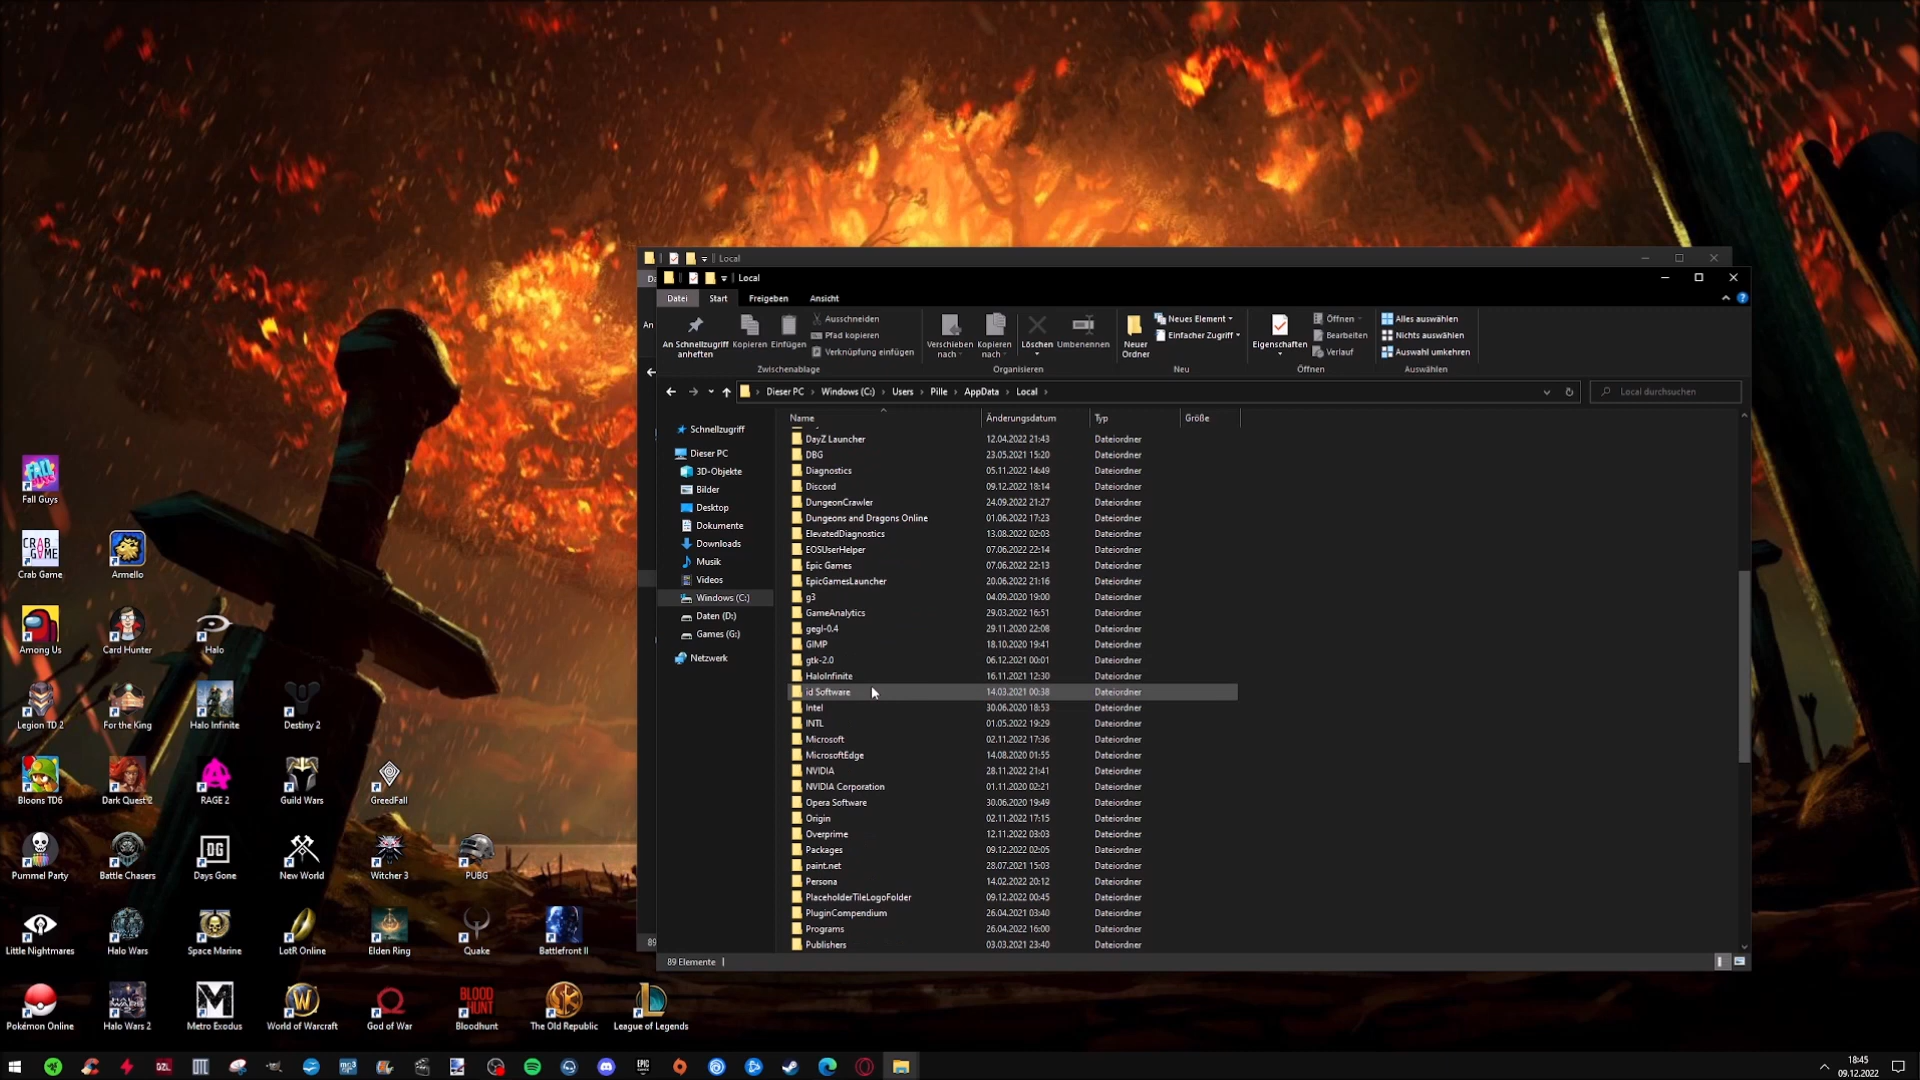 Local
Local
Datei Start Freigeben Ansicht
An Schnellzugriff anheften
Kopieren
Einfügen
Ausschneiden
Pfad kopieren
Verknüpfung einfügen
Zwischenablage
Verschieben nach
Kopieren nach
Löschen
Umbenennen
Organisieren
Neuer Ordner
Neues Element
Einfacher Zugriff
Neu
Eigenschaften
Öffnen
Bearbeiten
Verlauf
Öffnen
Alles auswählen
Nichts auswählen
Auswahl umkehren
Auswählen
Dieser PC › Windows (C:) › Users › Pille › AppData › Local ›
Local durchsuchen
Schnellzugriff
Dieser PC
3D-Objekte
Bilder
Desktop
Dokumente
Downloads
Musik
Videos
Windows (C:)
Daten (D:)
Games (G:)
Netzwerk
Name Änderungsdatum Typ Größe
DayZ Launcher 12.04.2022 21:43 Dateiordner
DBG 23.05.2021 15:20 Dateiordner
Diagnostics 05.11.2022 14:49 Dateiordner
Discord 09.12.2022 18:14 Dateiordner
DungeonCrawler 24.09.2022 21:27 Dateiordner
Dungeons and Dragons Online 01.06.2022 17:23 Dateiordner
ElevatedDiagnostics 13.08.2022 02:03 Dateiordner
EOSUserHelper 07.06.2022 22:14 Dateiordner
Epic Games 07.06.2022 22:13 Dateiordner
EpicGamesLauncher 20.06.2022 21:16 Dateiordner
g3 04.09.2020 19:00 Dateiordner
GameAnalytics 29.03.2022 16:51 Dateiordner
gegl-0.4 29.11.2020 22:08 Dateiordner
GIMP 18.10.2020 19:41 Dateiordner
gtk-2.0 06.12.2021 00:01 Dateiordner
HaloInfinite 16.11.2021 12:30 Dateiordner
id Software 14.03.2021 00:38 Dateiordner
Intel 30.06.2020 18:53 Dateiordner
INTL 01.05.2022 19:29 Dateiordner
Microsoft 02.11.2022 17:36 Dateiordner
MicrosoftEdge 14.08.2020 01:55 Dateiordner
NVIDIA 28.11.2022 21:41 Dateiordner
NVIDIA Corporation 01.11.2020 02:21 Dateiordner
Opera Software 30.06.2020 19:49 Dateiordner
Origin 02.11.2022 17:15 Dateiordner
Overprime 12.11.2022 03:03 Dateiordner
Packages 09.12.2022 02:05 Dateiordner
paint.net 28.07.2021 15:03 Dateiordner
Persona 14.02.2022 20:12 Dateiordner
PlaceholderTileLogoFolder 09.12.2022 00:45 Dateiordner
PluginCompendium 26.04.2021 03:40 Dateiordner
Programs 26.04.2022 16:00 Dateiordner
Publishers 03.03.2021 23:40 Dateiordner
89 Elemente
Fall Guys
Crab Game Armello
Among Us Card Hunter Halo
Legion TD 2 For the King Halo Infinite Destiny 2
Bloons TD6 Dark Quest 2 RAGE 2 Guild Wars GreedFall
Pummel Party Battle Chasers Days Gone New World Witcher 3 PUBG
Little Nightmares Halo Wars Space Marine LotR Online Elden Ring Quake Battlefront II
Pokémon Online Halo Wars 2 Metro Exodus World of Warcraft God of War Bloodhunt The Old Republic League of Legends
18:45
09.12.2022